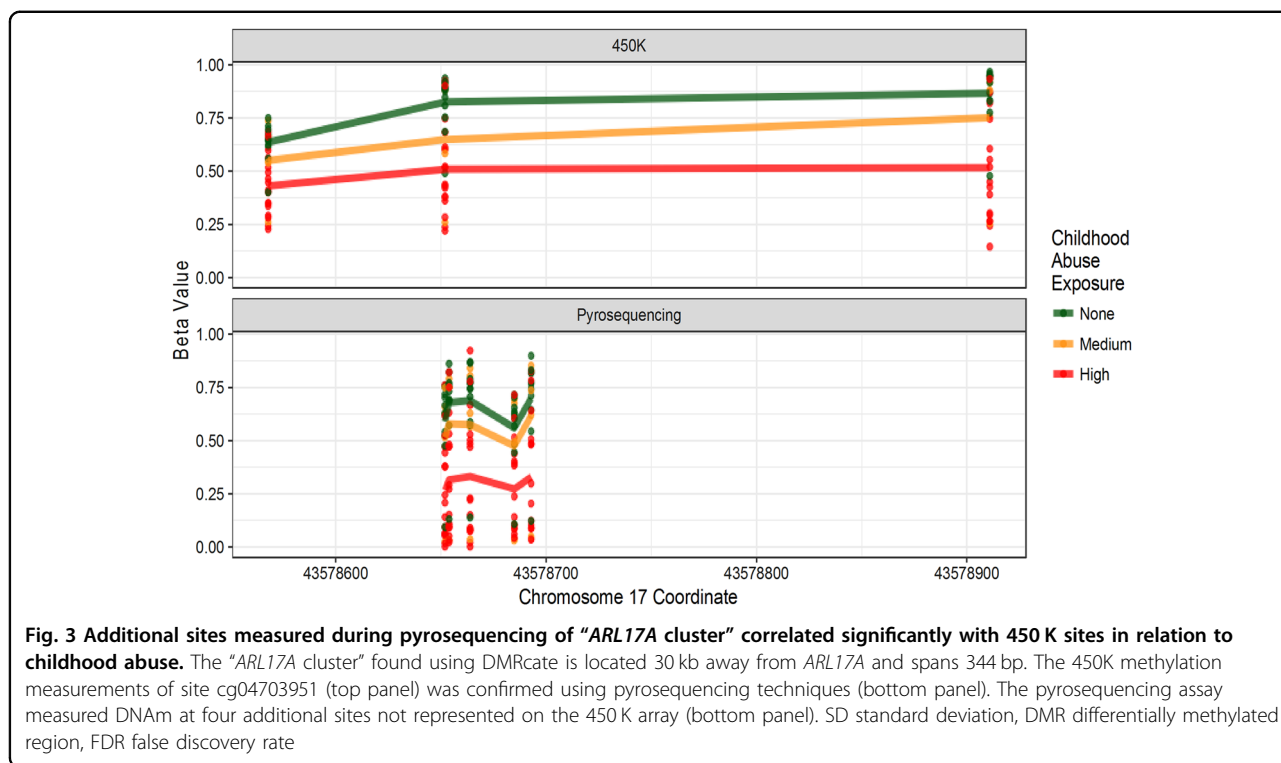 450K
1.00
0.75
0.50
0.25
0.00
Beta Value
Pyrosequencing
1.00
0.75
0.50
0.25
0.00
43578600 43578700 43578800 43578900
Chromosome 17 Coordinate
Childhood
Abuse
Exposure
None
Medium
High
Fig. 3 Additional sites measured during pyrosequencing of “ARL17A cluster” correlated significantly with 450 K sites in relation to
childhood abuse. The “ARL17A cluster” found using DMRcate is located 30 kb away from ARL17A and spans 344 bp. The 450K methylation
measurements of site cg04703951 (top panel) was confirmed using pyrosequencing techniques (bottom panel). The pyrosequencing assay
measured DNAm at four additional sites not represented on the 450 K array (bottom panel). SD standard deviation, DMR differentially methylated
region, FDR false discovery rate